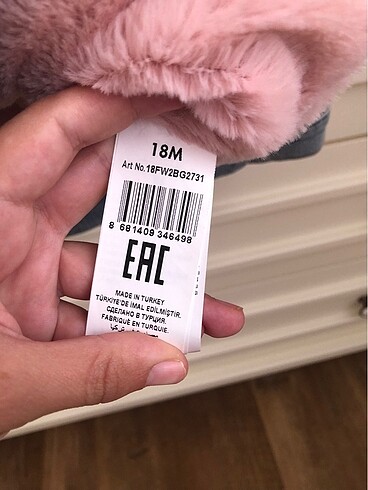 18M
Art No.18FW2BG2731
8 681409 346498
EAC
MADE IN TURKEY
TÜRKİYE'DE İMAL EDİLMİŞTİR.
СДЕЛАНО В ТУРЦИИ.
FABRIQUÉ EN TURQUIE.